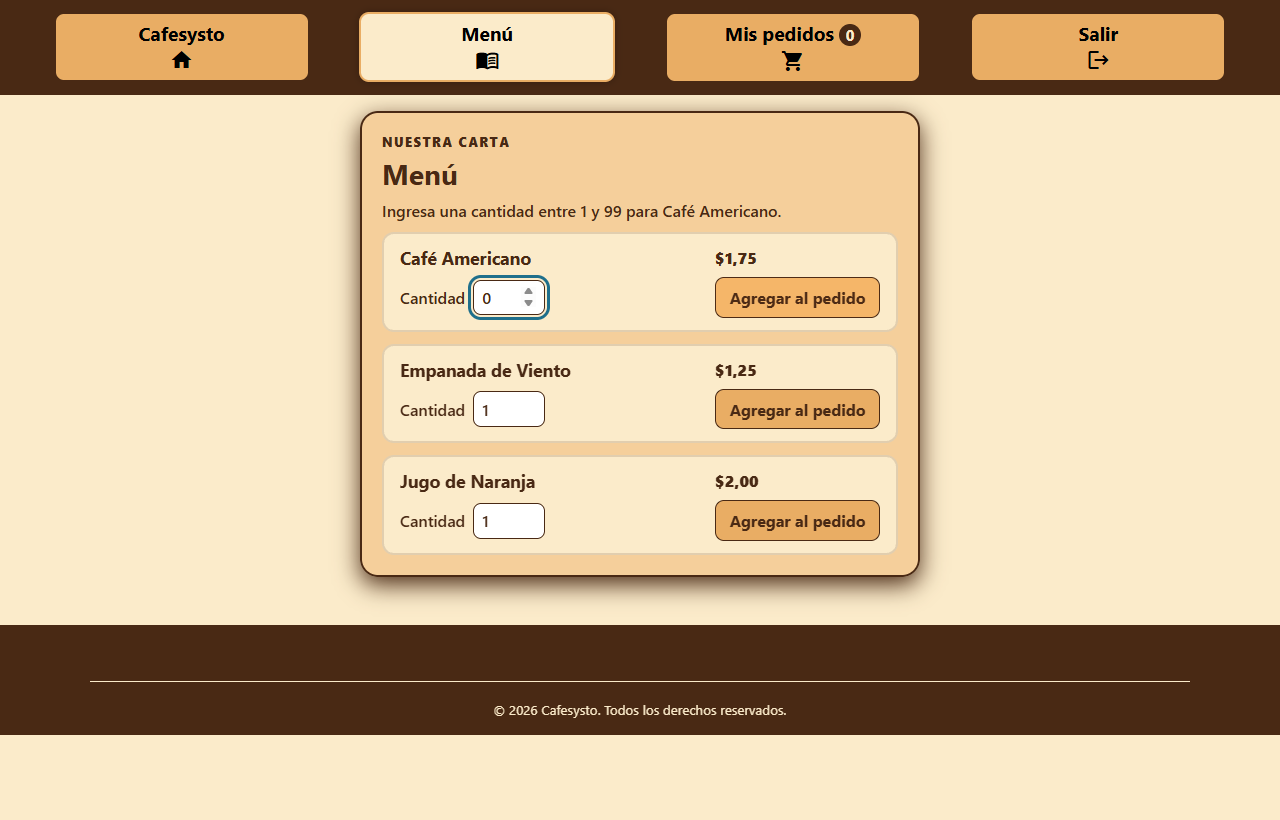 Cafesysto
Menú
Mis pedidos 0
Salir
NUESTRA CARTA
Menú
Ingresa una cantidad entre 1 y 99 para Café Americano.
Café Americano
$1,75
Cantidad 0
Agregar al pedido
Empanada de Viento
$1,25
Cantidad 1
Agregar al pedido
Jugo de Naranja
$2,00
Cantidad 1
Agregar al pedido
© 2026 Cafesysto. Todos los derechos reservados.